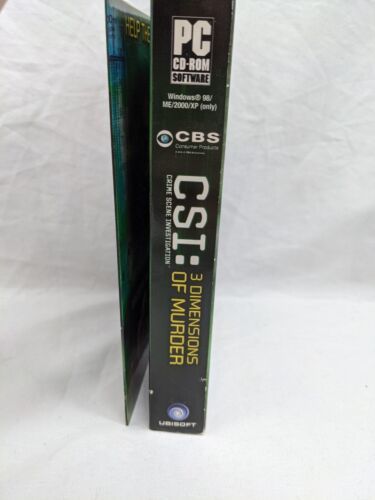 HELP THE
PC
CD-ROM
SOFTWARE
Windows® 98/
ME/2000/XP (only)
CBS
Consumer Products
CSI:
CRIME SCENE INVESTIGATION
3 DIMENSIONS
OF MURDER
UBISOFT